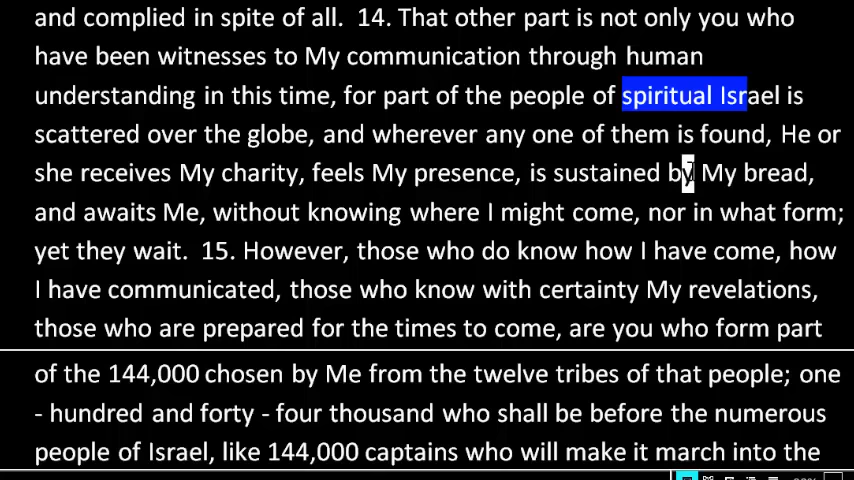 and complied in spite of all.  14. That other part is not only you who
have been witnesses to My communication through human
understanding in this time, for part of the people of spiritual Israel is
scattered over the globe, and wherever any one of them is found, He or
she receives My charity, feels My presence, is sustained by My bread,
and awaits Me, without knowing where I might come, nor in what form;
yet they wait.  15. However, those who do know how I have come, how
I have communicated, those who know with certainty My revelations,
those who are prepared for the times to come, are you who form part
of the 144,000 chosen by Me from the twelve tribes of that people; one
- hundred and forty - four thousand who shall be before the numerous
people of Israel, like 144,000 captains who will make it march into the